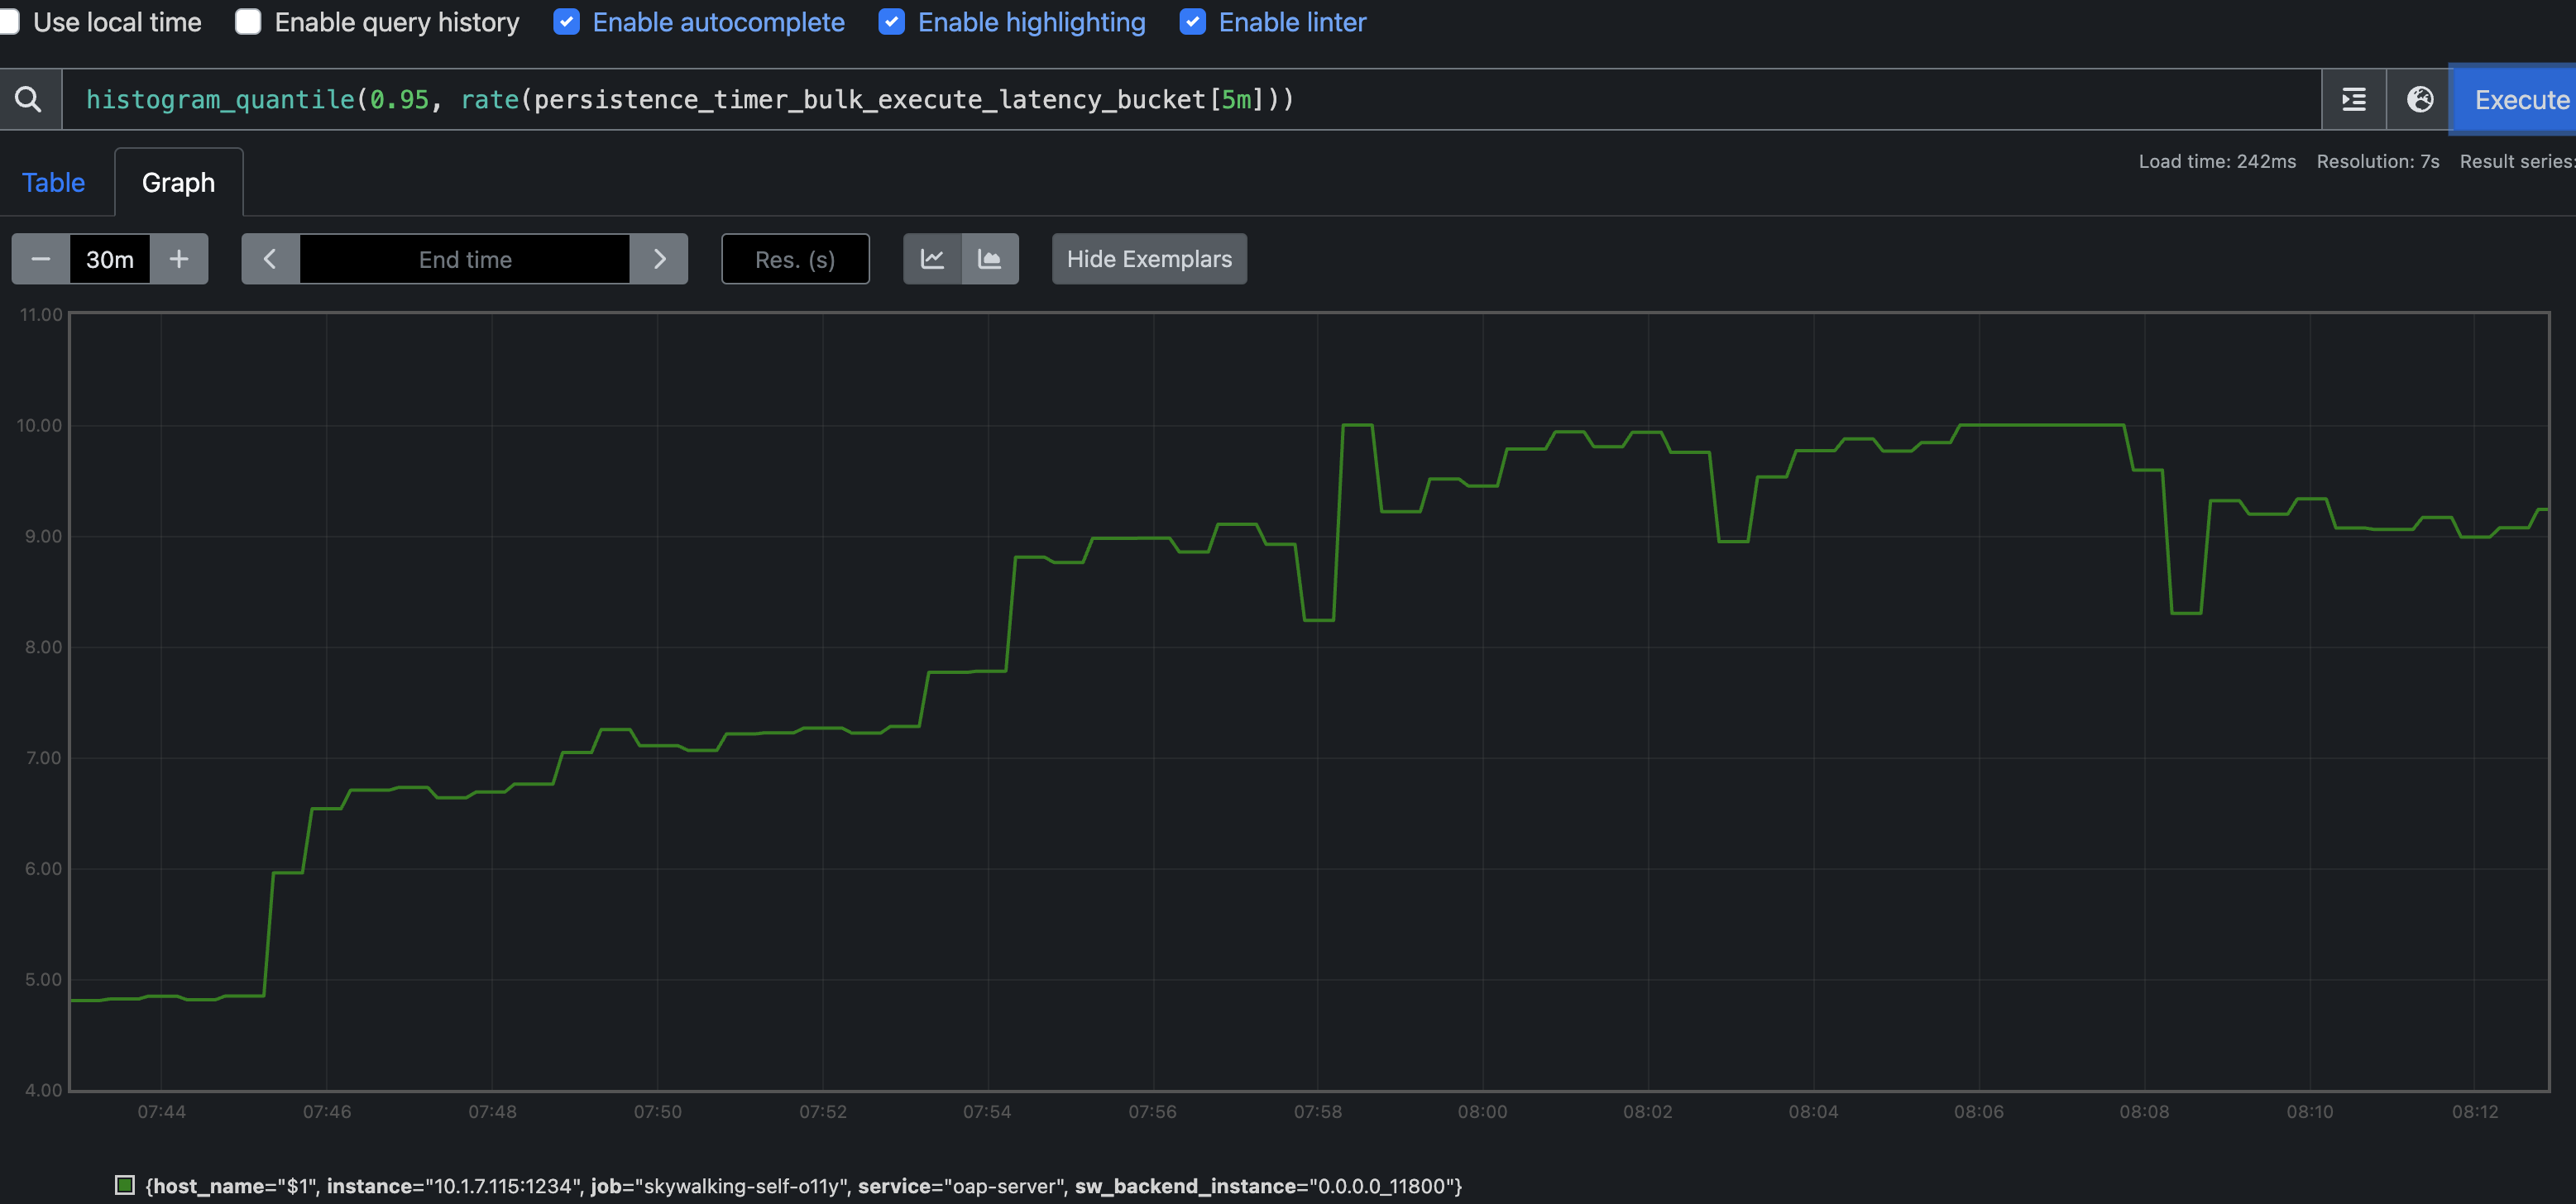 Use local time Enable query history Enable autocomplete Enable highlighting Enable linter
histogram_quantile(0.95, rate(persistence_timer_bulk_execute_latency_bucket[5m])) Execute
Load time: 242ms Resolution: 7s Result series:
Table Graph
30m End time Res. (s) Hide Exemplars
11.00
10.00
9.00
8.00
7.00
6.00
5.00
4.00
07:44 07:46 07:48 07:50 07:52 07:54 07:56 07:58 08:00 08:02 08:04 08:06 08:08 08:10 08:12
{host_name="$1", instance="10.1.7.115:1234", job="skywalking-self-o11y", service="oap-server", sw_backend_instance="0.0.0.0_11800"}